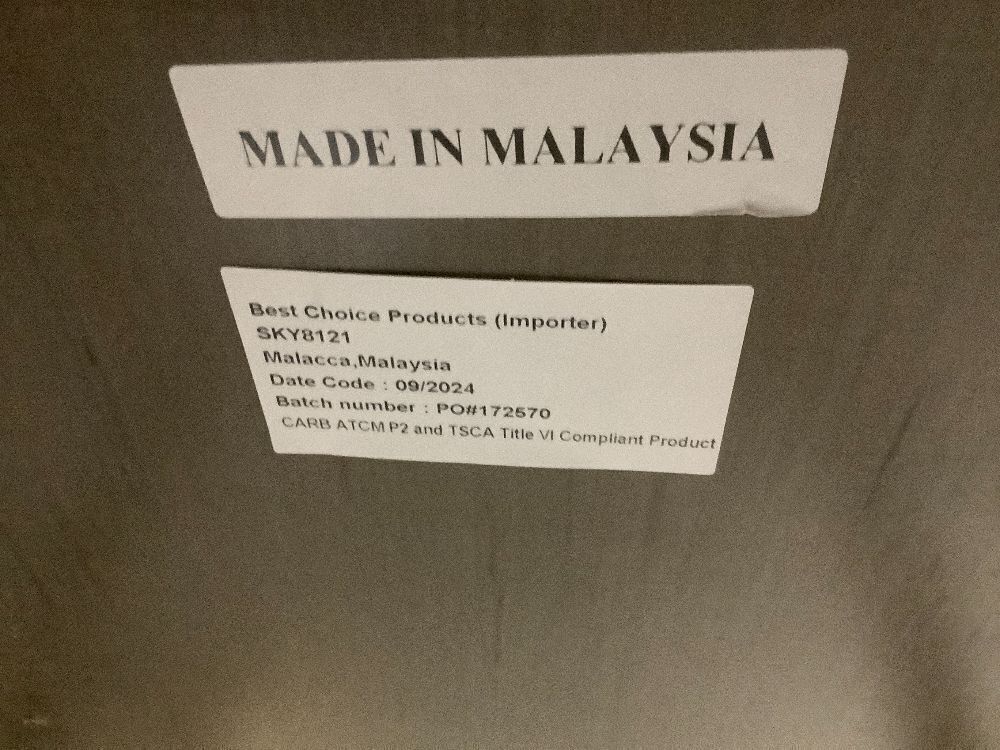 MADE IN MALAYSIA
Best Choice Products (Importer)
SKY8121
Malacca,Malaysia
Date Code : 09/2024
Batch number : PO#172570
CARB ATCM P2 and TSCA Title VI Compliant Product